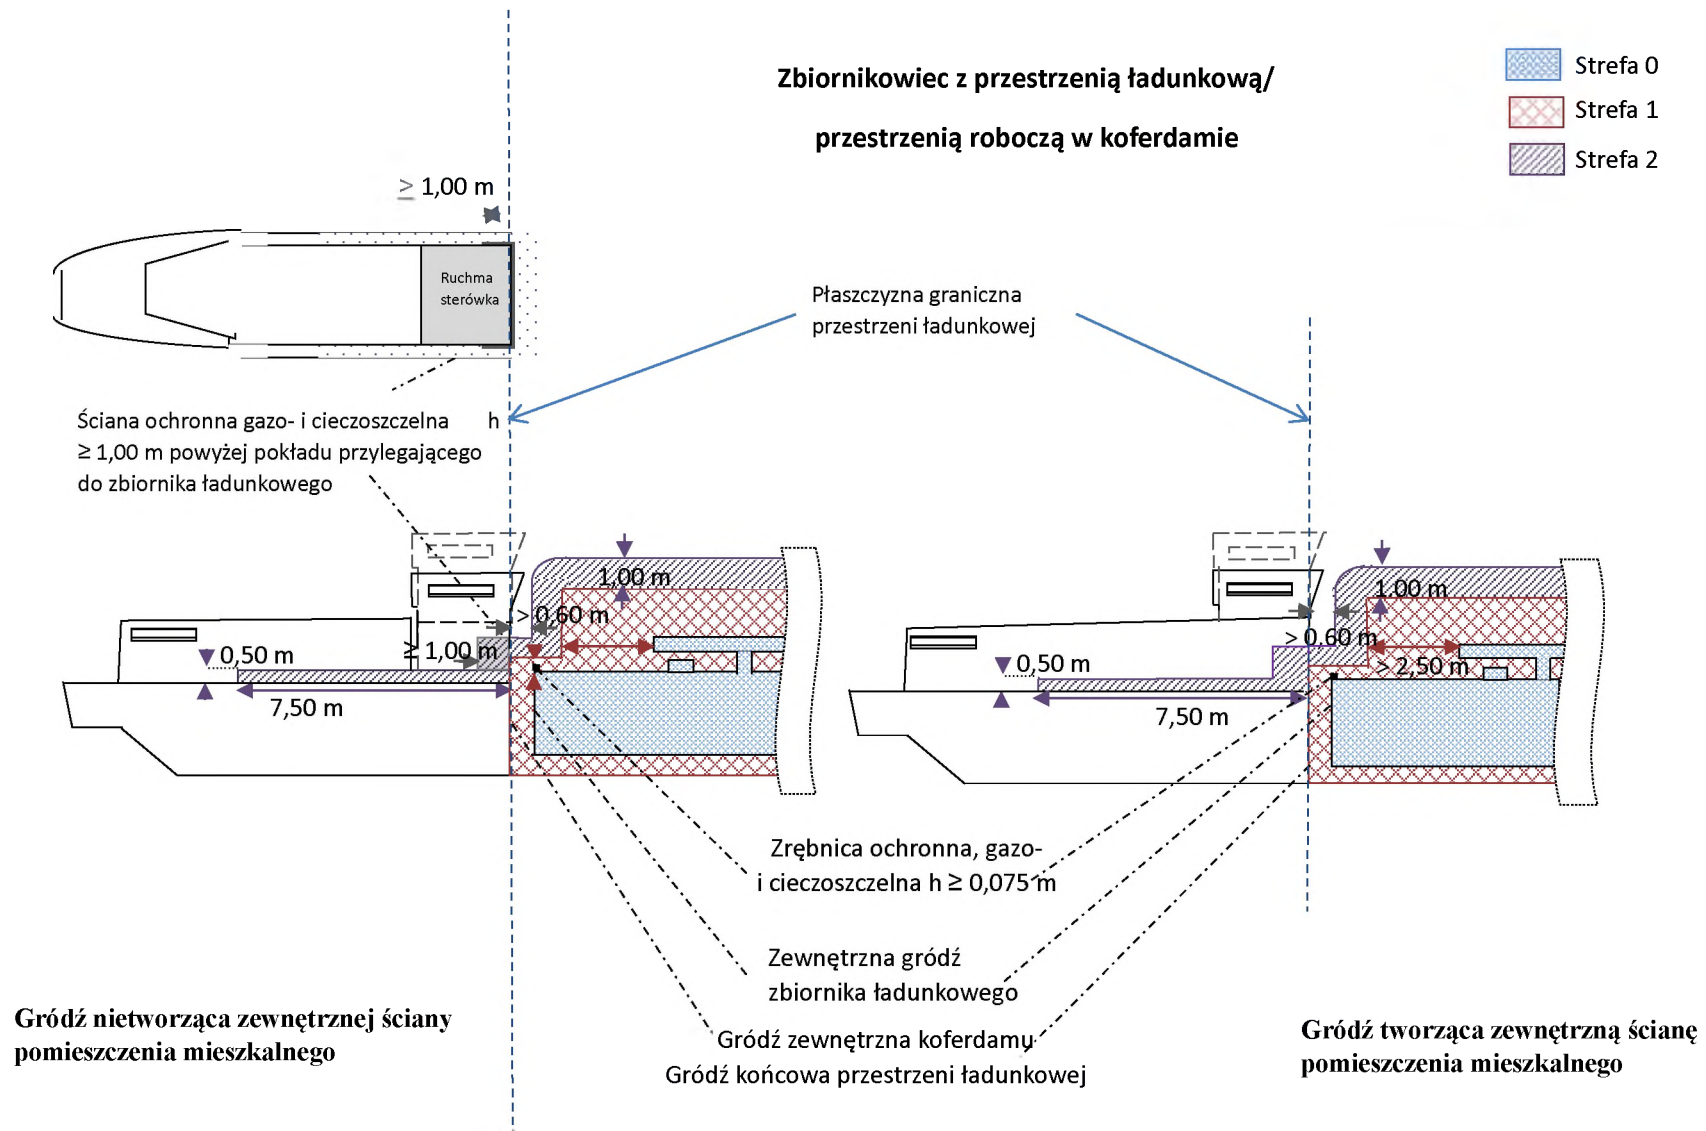 Zbiornikowiec z przestrzenią ładunkową/
przestrzenią roboczą w koferdamie
Strefa 0
Strefa 1
Strefa 2
≥ 1,00 m
Ruchma
sterówka
Płaszczyzna graniczna
przestrzeni ładunkowej
Ściana ochronna gazo- i cieczoszczelna h
≥ 1,00 m powyżej pokładu przylegającego
do zbiornika ładunkowego
1,00 m
> 0,60 m
≥ 1,00 m
0,50 m
7,50 m
1,00 m
> 0,60 m
> 2,50 m
0,50 m
7,50 m
Zrębnica ochronna, gazo-
i cieczoszczelna h ≥ 0,075 m
Zewnętrzna gródź
zbiornika ładunkowego
Gródź zewnętrzna koferdamu
Gródź końcowa przestrzeni ładunkowej
Gródź nietworząca zewnętrznej ściany
pomieszczenia mieszkalnego
Gródź tworząca zewnętrzną ścianę
pomieszczenia mieszkalnego